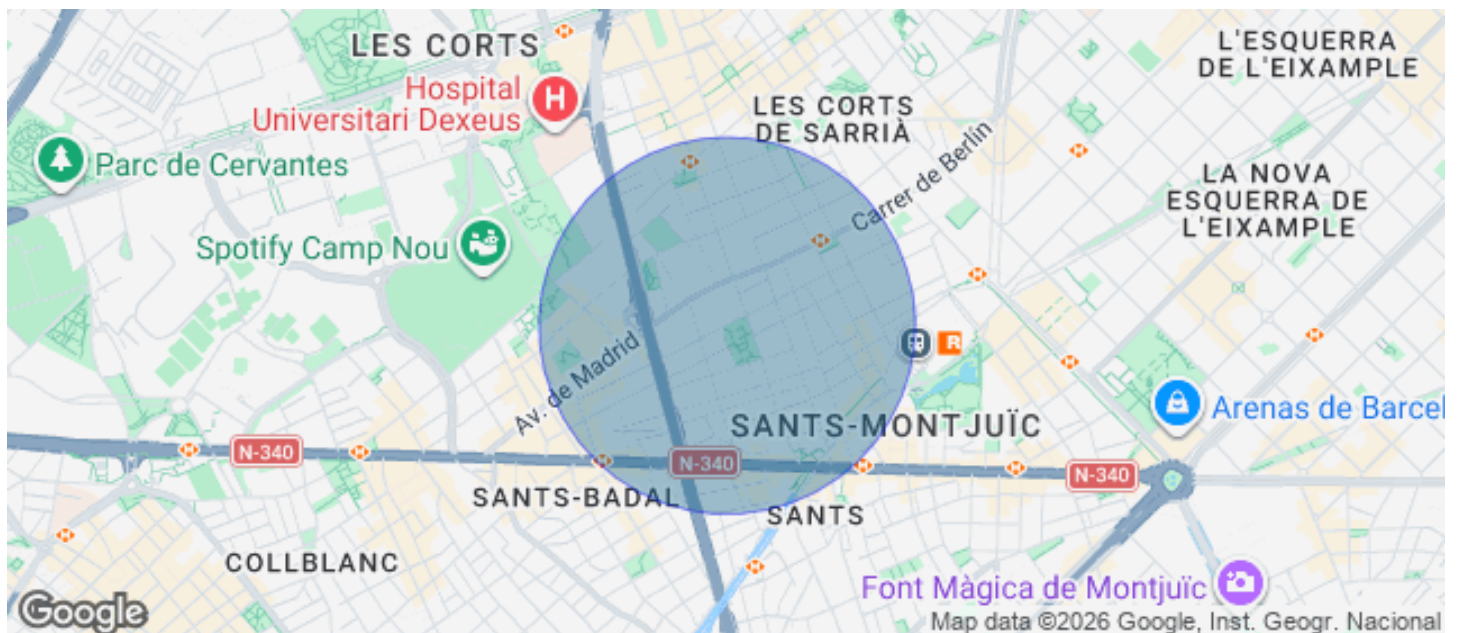 LES CORTS
L'ESQUERRA
DE L'EIXAMPLE
Hospital
Universitari Dexeus
H
LES CORTS
DE SARRIÀ
Parc de Cervantes
Carrer de Berlín
LA NOVA
ESQUERRA DE
L'EIXAMPLE
Spotify Camp Nou
Av. de Madrid
R
Arenas de Barcel
SANTS-MONTJUÏC
N-340
N-340
N-340
SANTS-BADAL
SANTS
COLLBLANC
Font Màgica de Montjuïc
Google
Map data ©2026 Google, Inst. Geogr. Nacional